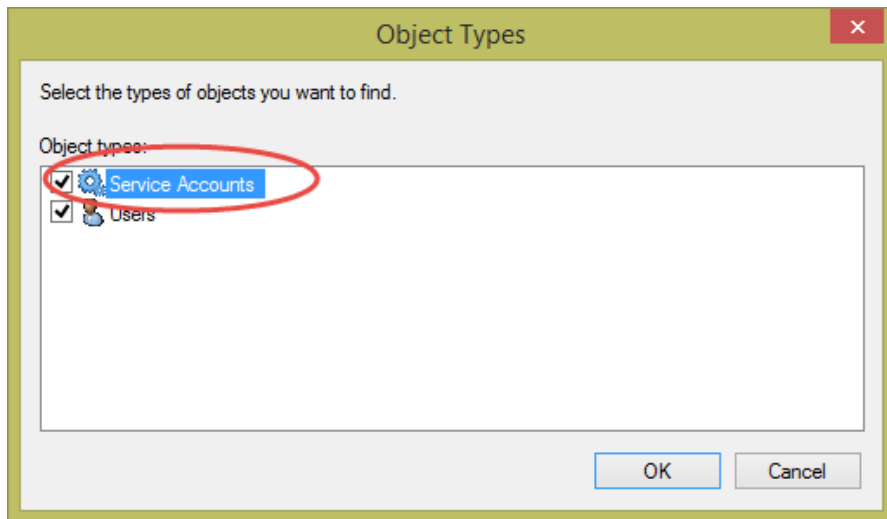 Object Types
Select the types of objects you want to find.
Object types:
Service Accounts
Users
OK
Cancel